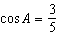 cos A = 3/5